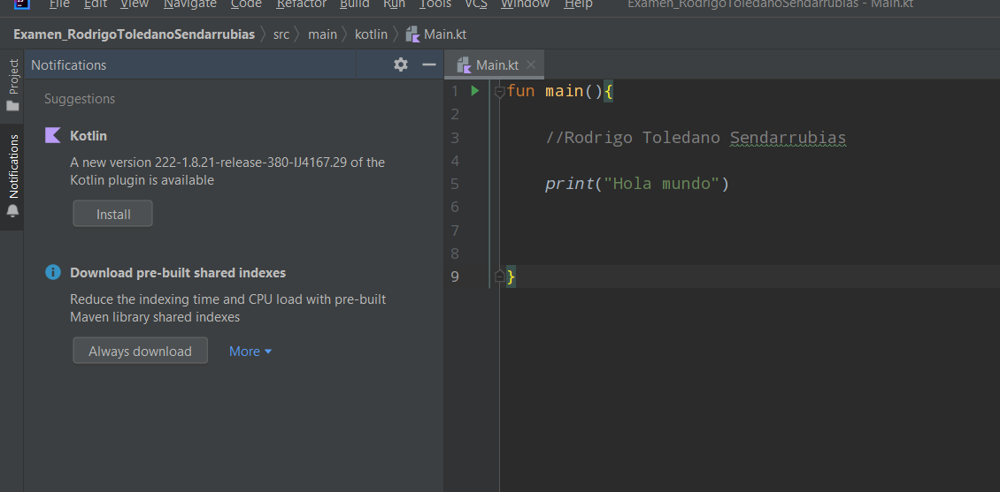 File Edit View Navigate Code Refactor Build Run Tools VCS Window Help Examen_RodrigoToledanoSendarrubias - Main.kt
Examen_RodrigoToledanoSendarrubias src main kotlin Main.kt
Project
Notifications
Notifications
Suggestions
Kotlin
A new version 222-1.8.21-release-380-IJ4167.29 of the
Kotlin plugin is available
Install
Download pre-built shared indexes
Reduce the indexing time and CPU load with pre-built
Maven library shared indexes
Always download More
Main.kt
1 fun main(){
2
3 //Rodrigo Toledano Sendarrubias
4
5 print("Hola mundo")
6
7
8
9 }